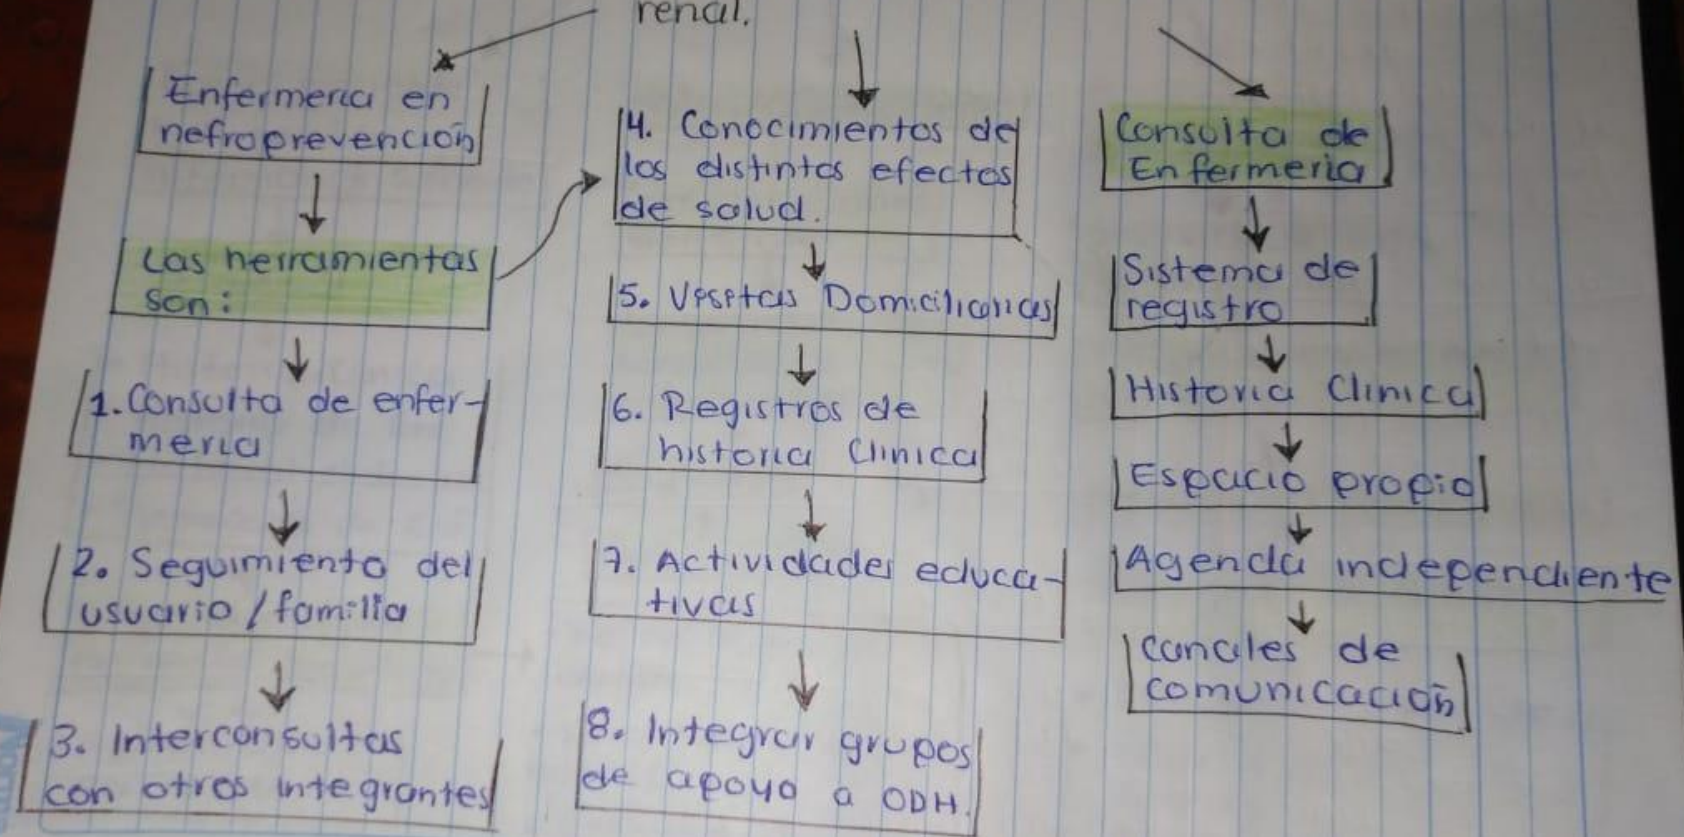 renal.
Enfermeria en
nefroprevención
Las herramientas
son:
1. Consulta de enfer-
meria
2. Seguimiento del
usuario / familia
3. Interconsultas
con otros integrantes
4. Conocimientos de
los distintos efectos
de salud.
5. Visitas Domiciliarias
6. Registros de
historia Clinica
7. Actividades educa-
tivas
8. Integrar grupos
de apoyo a ODH.
Consulta de
Enfermeria
Sistema de
registro
Historia Clinica
Espacio propio
Agenda independiente
canales de
comunicación